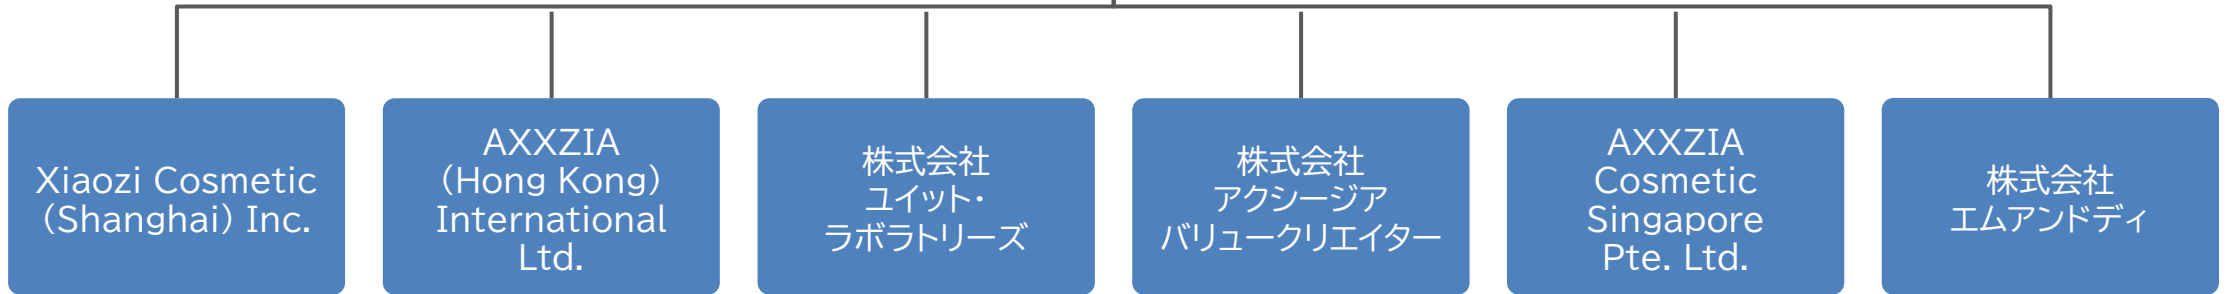 Xiaozi Cosmetic
(Shanghai) Inc.
AXXZIA
(Hong Kong)
International
Ltd.
株式会社
ユイット・
ラボラトリーズ
株式会社
アクシージア
バリュークリエイター
AXXZIA
Cosmetic
Singapore
Pte. Ltd.
株式会社
エムアンドディ